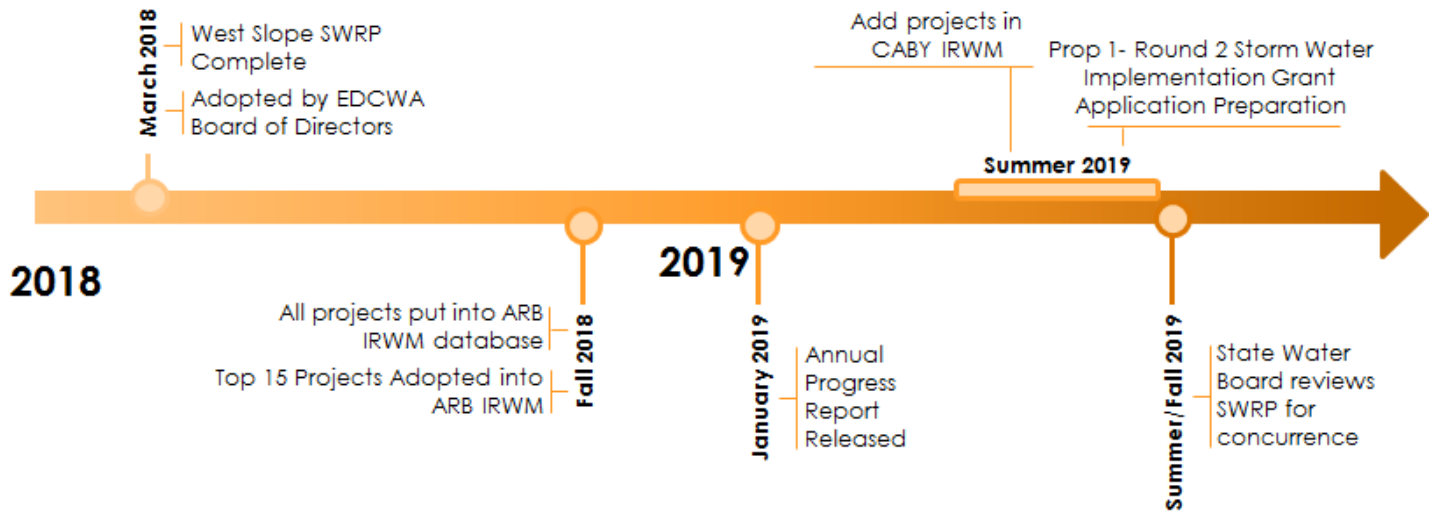 March 2018
West Slope SWRP
Complete
Adopted by EDCWA
Board of Directors
Add projects in
CABY IRWM
Prop 1- Round 2 Storm Water
Implementation Grant
Application Preparation
Summer 2019
2018
2019
All projects put into ARB
IRWM database
Top 15 Projects Adopted into
ARB IRWM
Fall 2018
January 2019
Annual
Progress
Report
Released
Summer/Fall 2019
State Water
Board reviews
SWRP for
concurrence